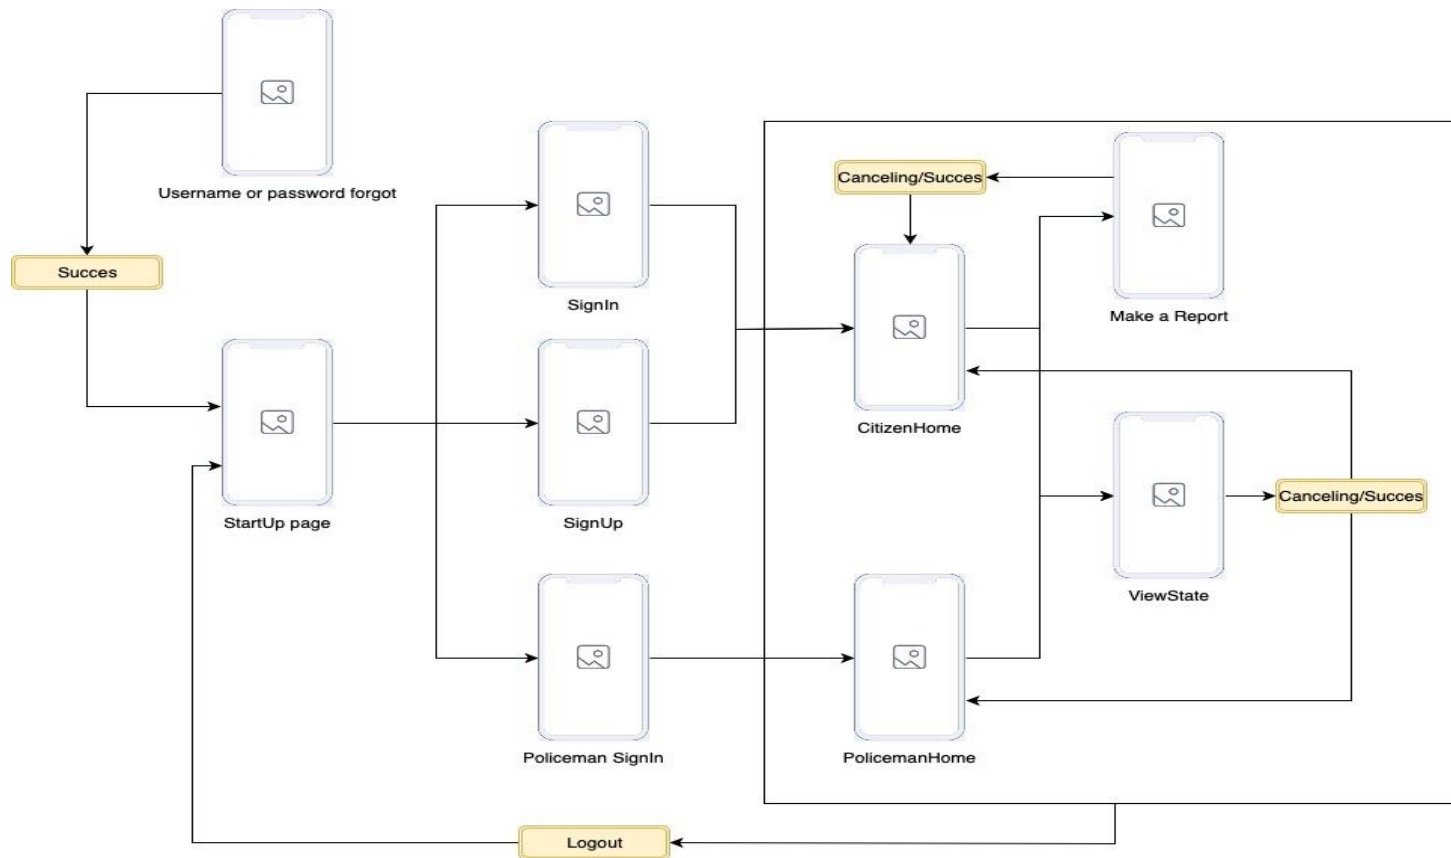 Username or password forgot
Succes
SignIn
Canceling/Succes
Make a Report
CitizenHome
StartUp page
SignUp
Canceling/Succes
ViewState
Policeman SignIn
PolicemanHome
Logout